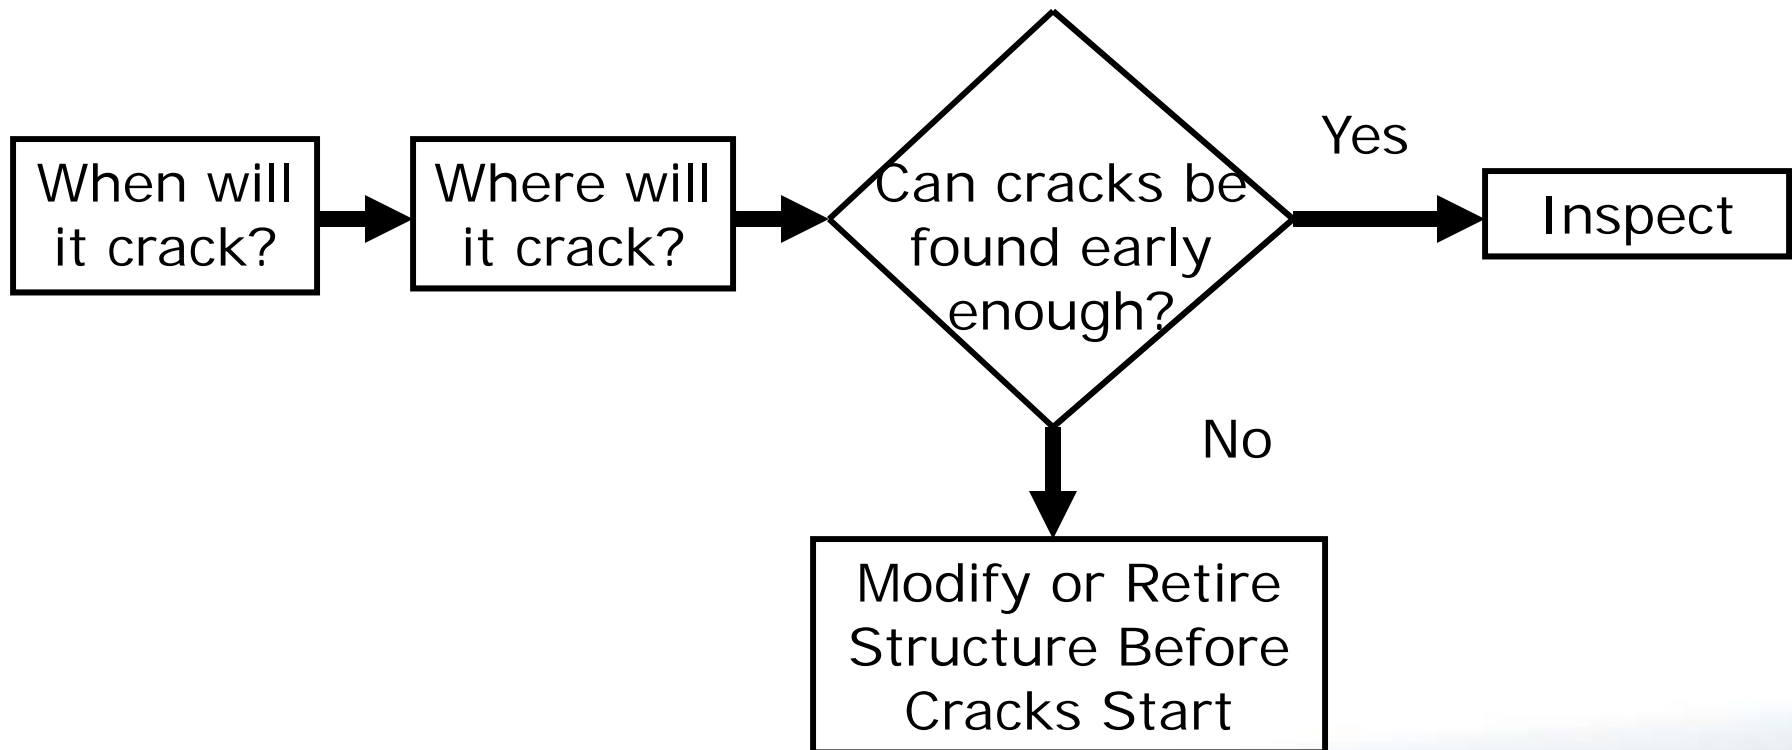 When will
it crack?
Where will
it crack?
Can cracks be
found early
enough?
Yes
Inspect
No
Modify or Retire
Structure Before
Cracks Start